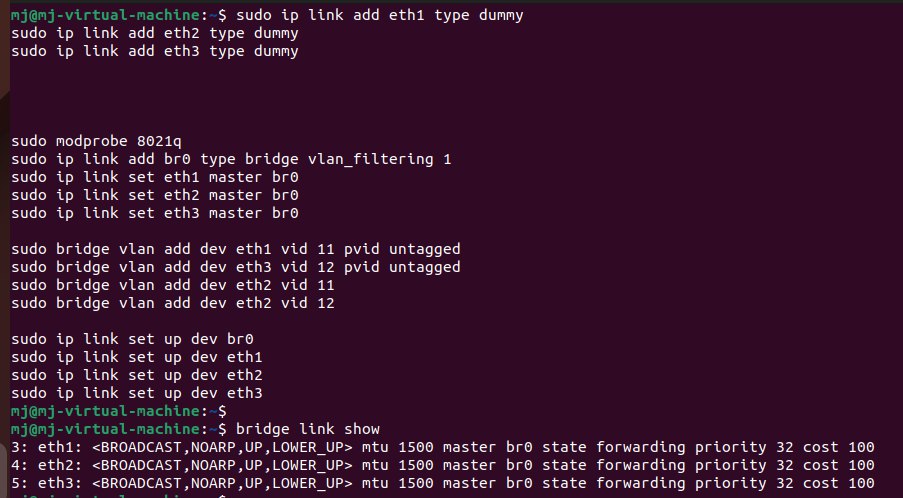 mj@mj-virtual-machine:~$ sudo ip link add eth1 type dummy
sudo ip link add eth2 type dummy
sudo ip link add eth3 type dummy
sudo modprobe 8021q
sudo ip link add br0 type bridge vlan_filtering 1
sudo ip link set eth1 master br0
sudo ip link set eth2 master br0
sudo ip link set eth3 master br0
sudo bridge vlan add dev eth1 vid 11 pvid untagged
sudo bridge vlan add dev eth3 vid 12 pvid untagged
sudo bridge vlan add dev eth2 vid 11
sudo bridge vlan add dev eth2 vid 12
sudo ip link set up dev br0
sudo ip link set up dev eth1
sudo ip link set up dev eth2
sudo ip link set up dev eth3
mj@mj-virtual-machine:~$
mj@mj-virtual-machine:~$ bridge link show
3: eth1: <BROADCAST,NOARP,UP,LOWER_UP> mtu 1500 master br0 state forwarding priority 32 cost 100
4: eth2: <BROADCAST,NOARP,UP,LOWER_UP> mtu 1500 master br0 state forwarding priority 32 cost 100
5: eth3: <BROADCAST,NOARP,UP,LOWER_UP> mtu 1500 master br0 state forwarding priority 32 cost 100